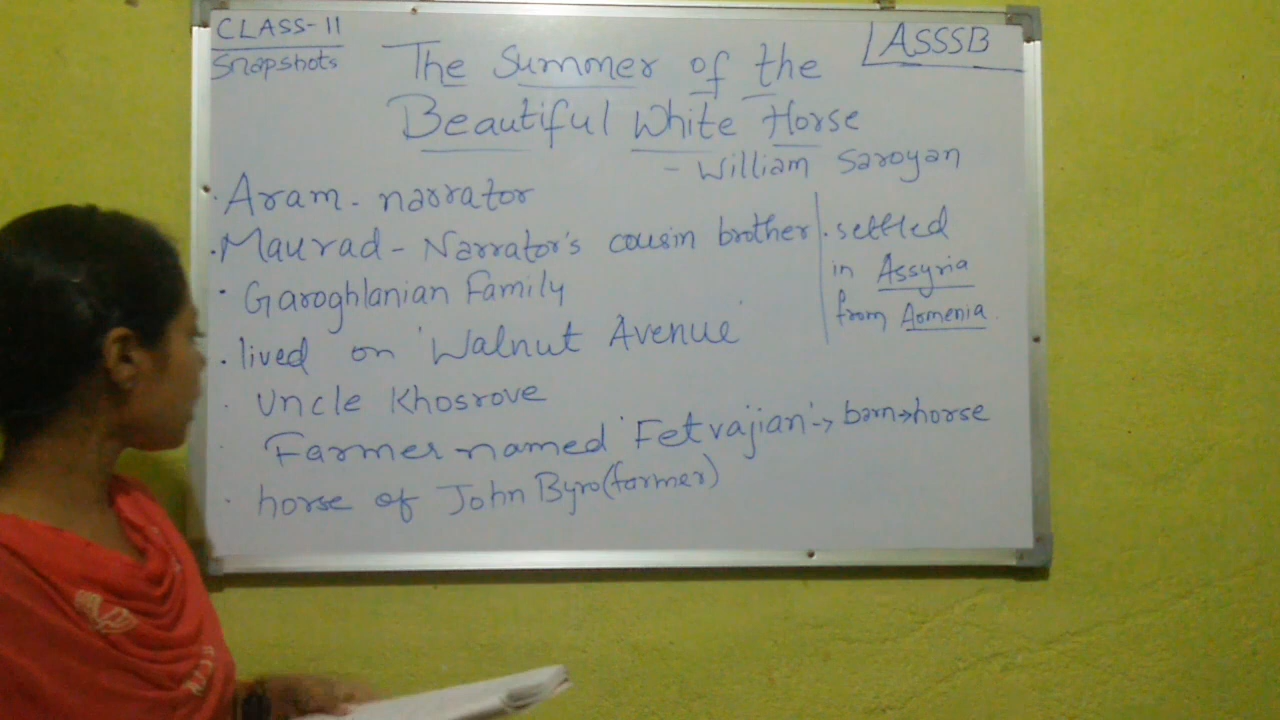 CLASS-11
Snapshots
LASSSB
The Summer of the
Beautiful White Horse
- William Saroyan
· Aram - narrator
· Maurad - Narrator's cousin brother
· Garoghlanian Family
· lived on 'Walnut Avenue'
· Uncle Khosrove
· Farmer named 'Fetvajian' → barn → horse
· horse of John Byro (farmer)
· settled
in Assyria
from Armenia.